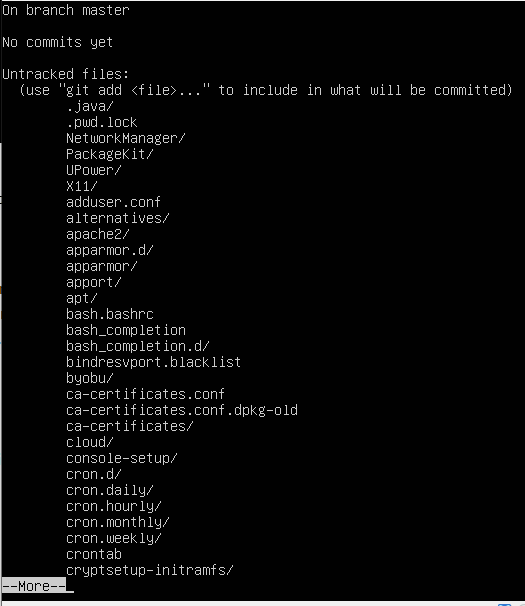 On branch master
No commits yet
Untracked files:
(use "git add <file>..." to include in what will be committed)
.java/
.pwd.lock
NetworkManager/
PackageKit/
UPower/
X11/
adduser.conf
alternatives/
apache2/
apparmor.d/
apparmor/
apport/
apt/
bash.bashrc
bash_completion
bash_completion.d/
bindresvport.blacklist
byobu/
ca-certificates.conf
ca-certificates.conf.dpkg-old
ca-certificates/
cloud/
console-setup/
cron.d/
cron.daily/
cron.hourly/
cron.monthly/
cron.weekly/
crontab
cryptsetup-initramfs/
--More--